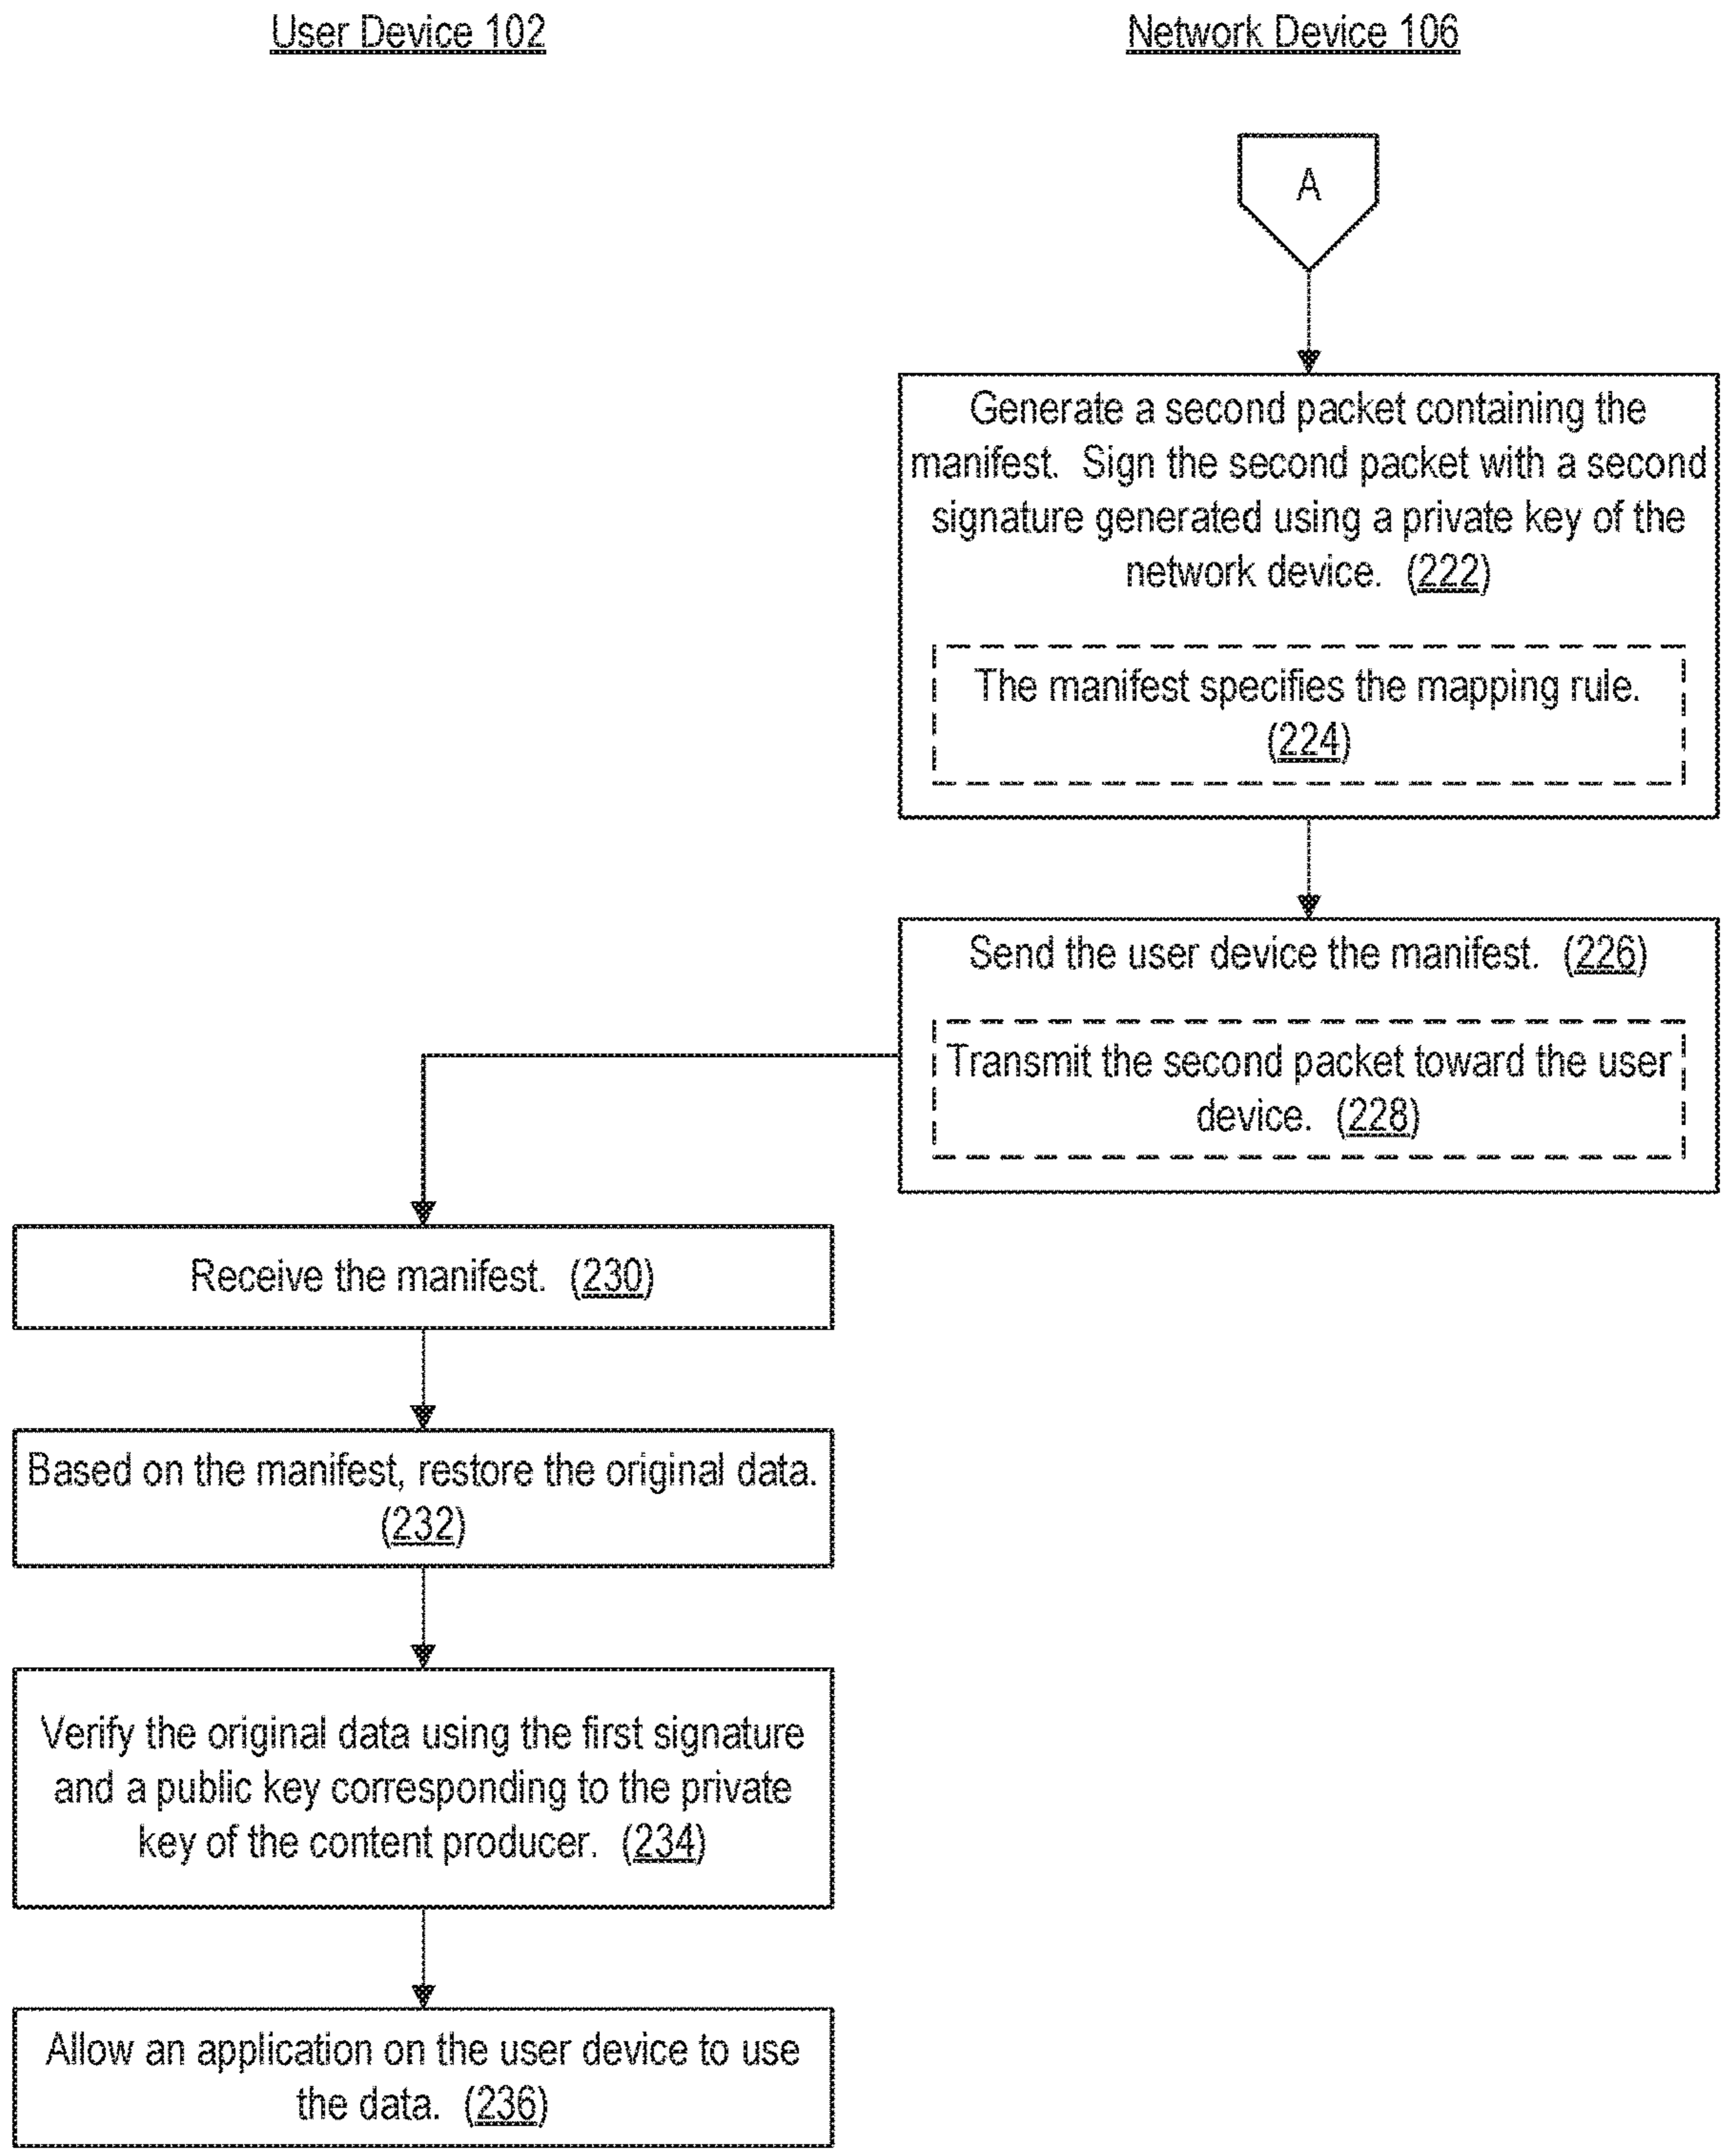 User Device 102
Network Device 106
A
Generate a second packet containing the
manifest. Sign the second packet with a second
signature generated using a private key of the
network device. (222)
The manifest specifies the mapping rule.
(224)
Send the user device the manifest. (226)
Transmit the second packet toward the user
device. (228)
Receive the manifest. (230)
Based on the manifest, restore the original data.
(232)
Verify the original data using the first signature
and a public key corresponding to the private
key of the content producer. (234)
Allow an application on the user device to use
the data. (236)